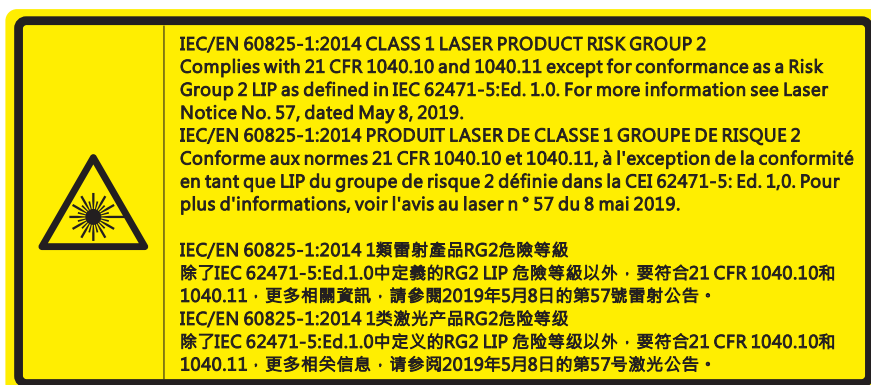 IEC/EN 60825-1:2014 CLASS 1 LASER PRODUCT RISK GROUP 2
Complies with 21 CFR 1040.10 and 1040.11 except for conformance as a Risk
Group 2 LIP as defined in IEC 62471-5:Ed. 1.0. For more information see Laser
Notice No. 57, dated May 8, 2019.
IEC/EN 60825-1:2014 PRODUIT LASER DE CLASSE 1 GROUPE DE RISQUE 2
Conforme aux normes 21 CFR 1040.10 et 1040.11, à l'exception de la conformité
en tant que LIP du groupe de risque 2 définie dans la CEI 62471-5: Ed. 1,0. Pour
plus d'informations, voir l'avis au laser n ° 57 du 8 mai 2019.
IEC/EN 60825-1:2014 1類雷射產品RG2危險等級
除了IEC 62471-5:Ed.1.0中定義的RG2 LIP 危險等級以外，要符合21 CFR 1040.10和
1040.11，更多相關資訊，請參閱2019年5月8日的第57號雷射公告。
IEC/EN 60825-1:2014 1类激光产品RG2危险等级
除了IEC 62471-5:Ed.1.0中定义的RG2 LIP 危险等级以外，要符合21 CFR 1040.10和
1040.11，更多相关信息，请参阅2019年5月8日的第57号激光公告。